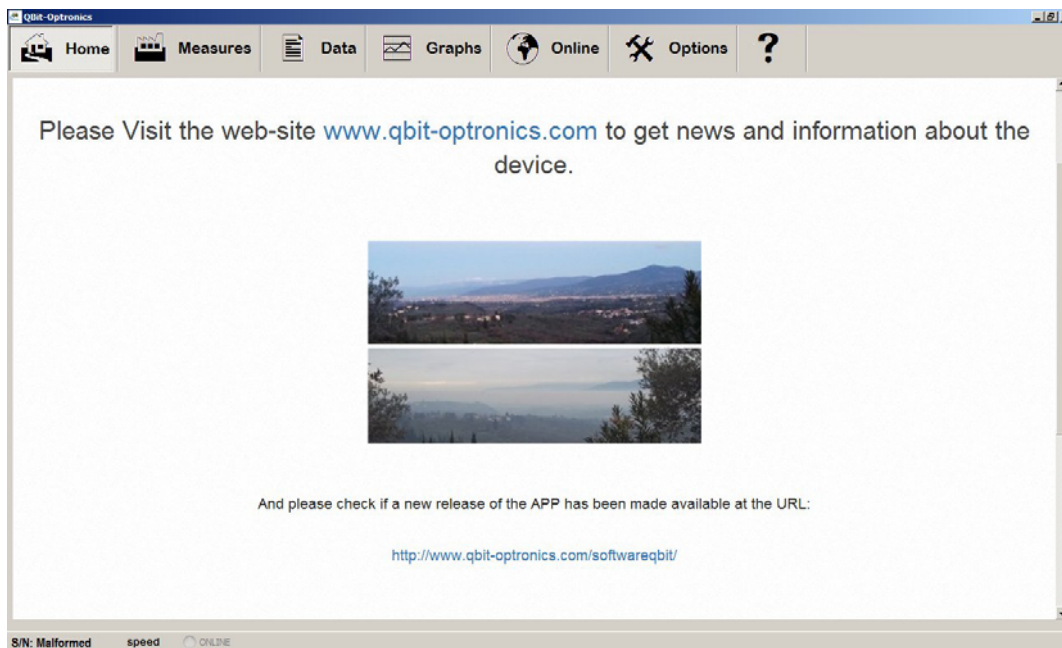 QBit-Optronics
Home Measures Data Graphs Online Options ?
Please Visit the web-site www.qbit-optronics.com to get news and information about the
device.
And please check if a new release of the APP has been made available at the URL:
http://www.qbit-optronics.com/softwareqbit/
S/N: Malformed speed ONLINE